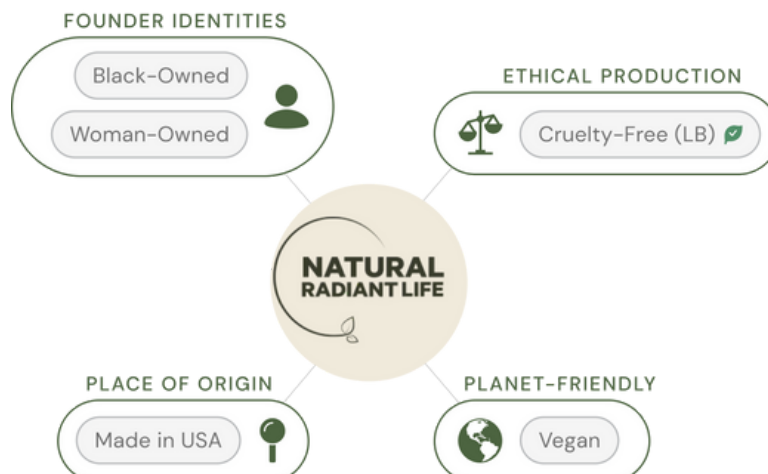 FOUNDER IDENTITIES
Black-Owned
Woman-Owned
ETHICAL PRODUCTION
Cruelty-Free (LB)
NATURAL
RADIANT LIFE
PLACE OF ORIGIN
Made in USA
PLANET-FRIENDLY
Vegan